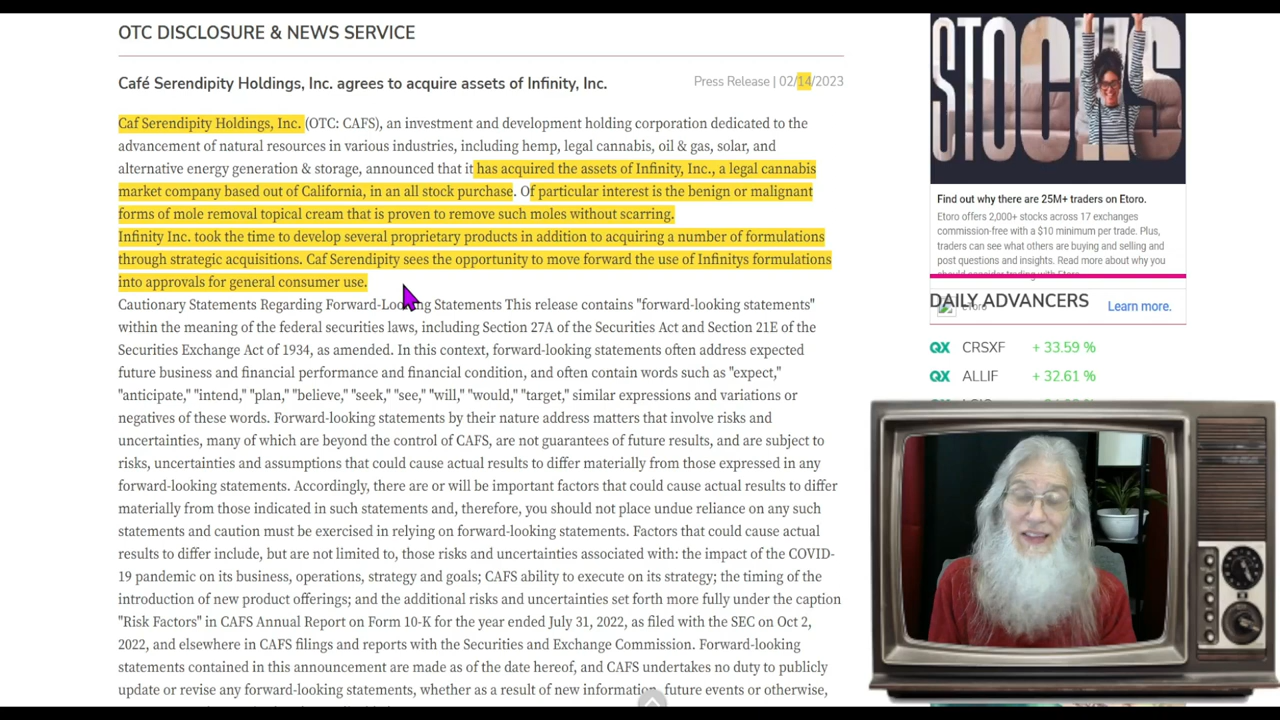 OTC DISCLOSURE & NEWS SERVICE
Café Serendipity Holdings, Inc. agrees to acquire assets of Infinity, Inc.
Press Release | 02/14/2023
Caf Serendipity Holdings, Inc. (OTC: CAFS), an investment and development holding corporation dedicated to the
advancement of natural resources in various industries, including hemp, legal cannabis, oil & gas, solar, and
alternative energy generation & storage, announced that it has acquired the assets of Infinity, Inc., a legal cannabis
market company based out of California, in an all stock purchase. Of particular interest is the benign or malignant
forms of mole removal topical cream that is proven to remove such moles without scarring.
Infinity Inc. took the time to develop several proprietary products in addition to acquiring a number of formulations
through strategic acquisitions. Caf Serendipity sees the opportunity to move forward the use of Infinitys formulations
into approvals for general consumer use.
Cautionary Statements Regarding Forward-Looking Statements This release contains "forward-looking statements"
within the meaning of the federal securities laws, including Section 27A of the Securities Act and Section 21E of the
Securities Exchange Act of 1934, as amended. In this context, forward-looking statements often address expected
future business and financial performance and financial condition, and often contain words such as "expect,"
"anticipate," "intend," "plan," "believe," "seek," "see," "will," "would," "target," similar expressions and variations or
negatives of these words. Forward-looking statements by their nature address matters that involve risks and
uncertainties, many of which are beyond the control of CAFS, are not guarantees of future results, and are subject to
risks, uncertainties and assumptions that could cause actual results to differ materially from those expressed in any
forward-looking statements. Accordingly, there are or will be important factors that could cause actual results to differ
materially from those indicated in such statements and, therefore, you should not place undue reliance on any such
statements and caution must be exercised in relying on forward-looking statements. Factors that could cause actual
results to differ include, but are not limited to, those risks and uncertainties associated with: the impact of the COVID-
19 pandemic on its business, operations, strategy and goals; CAFS ability to execute on its strategy; the timing of the
introduction of new product offerings; and the additional risks and uncertainties set forth more fully under the caption
"Risk Factors" in CAFS Annual Report on Form 10-K for the year ended July 31, 2022, as filed with the SEC on Oct 2,
2022, and elsewhere in CAFS filings and reports with the Securities and Exchange Commission. Forward-looking
statements contained in this announcement are made as of the date hereof, and CAFS undertakes no duty to publicly
update or revise any forward-looking statements, whether as a result of new information, future events or otherwise,
STOCKS
Find out why there are 25M+ traders on Etoro.
Etoro offers 2,000+ stocks across 17 exchanges
commission-free with a $10 minimum per trade. Plus,
traders can see what others are buying and selling and
post questions and insights. Read more about why you
should consider trading with Etoro.
DAILY ADVANCERS
eToro
Learn more.
QX CRSXF + 33.59 %
QX ALLIF + 32.61 %